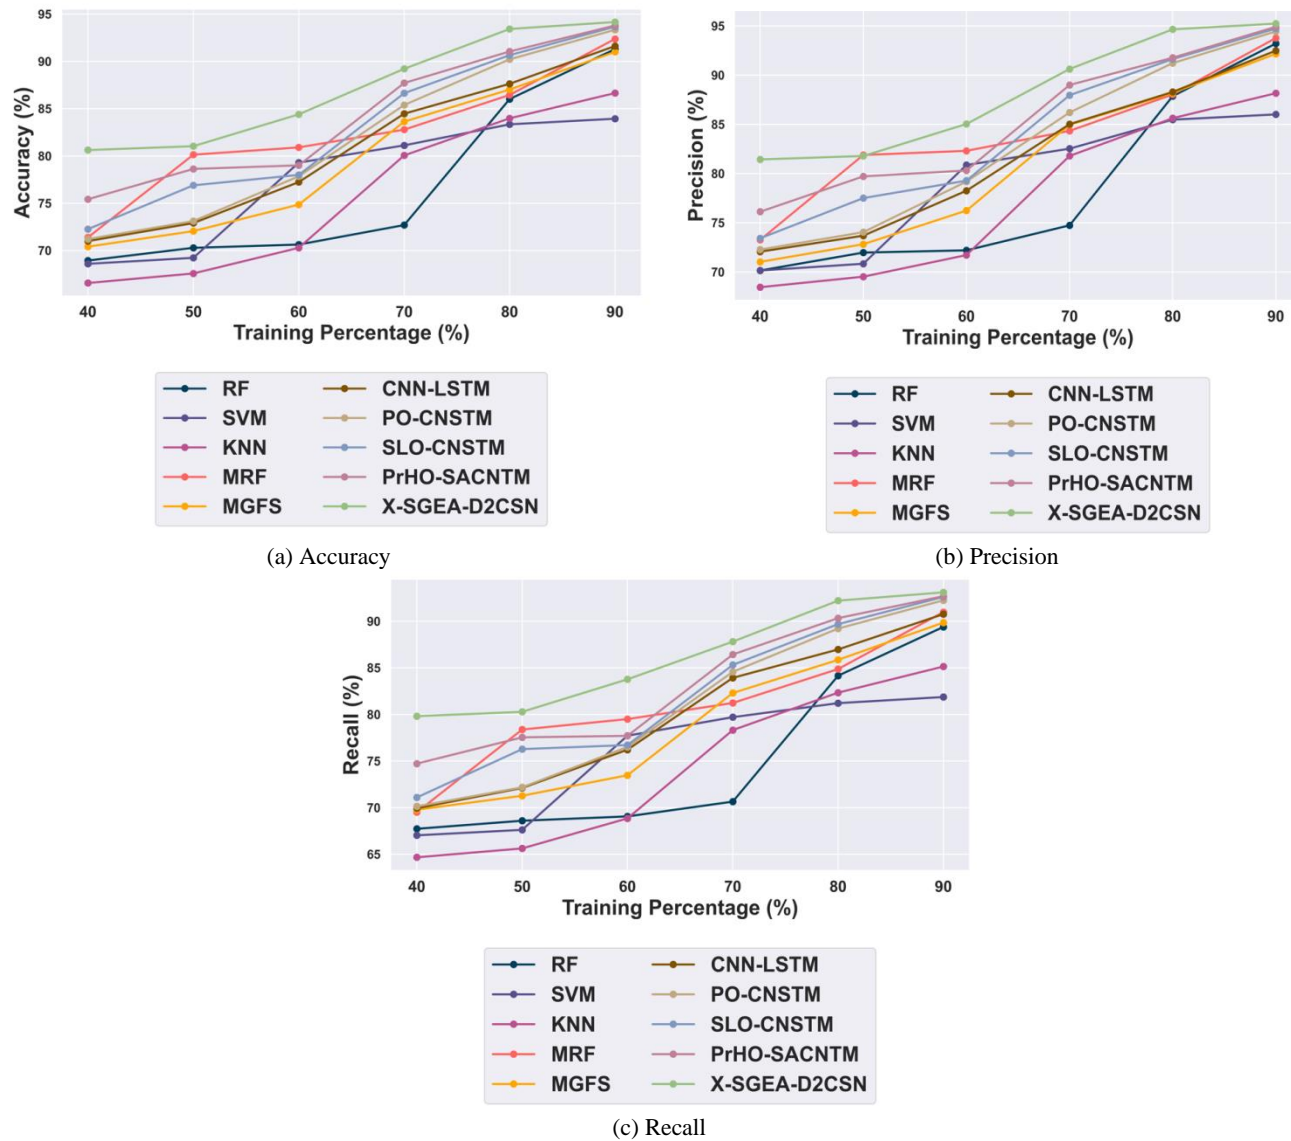 95
90
85
80
75
70
Accuracy (%)
40 50 60 70 80 90
Training Percentage (%)
RF CNN-LSTM
SVM PO-CNSTM
KNN SLO-CNSTM
MRF PrHO-SACNTM
MGFS X-SGEA-D2CSN
(a) Accuracy
95
90
85
80
75
70
Precision (%)
40 50 60 70 80 90
Training Percentage (%)
RF CNN-LSTM
SVM PO-CNSTM
KNN SLO-CNSTM
MRF PrHO-SACNTM
MGFS X-SGEA-D2CSN
(b) Precision
90
85
80
75
70
65
Recall (%)
40 50 60 70 80 90
Training Percentage (%)
RF CNN-LSTM
SVM PO-CNSTM
KNN SLO-CNSTM
MRF PrHO-SACNTM
MGFS X-SGEA-D2CSN
(c) Recall